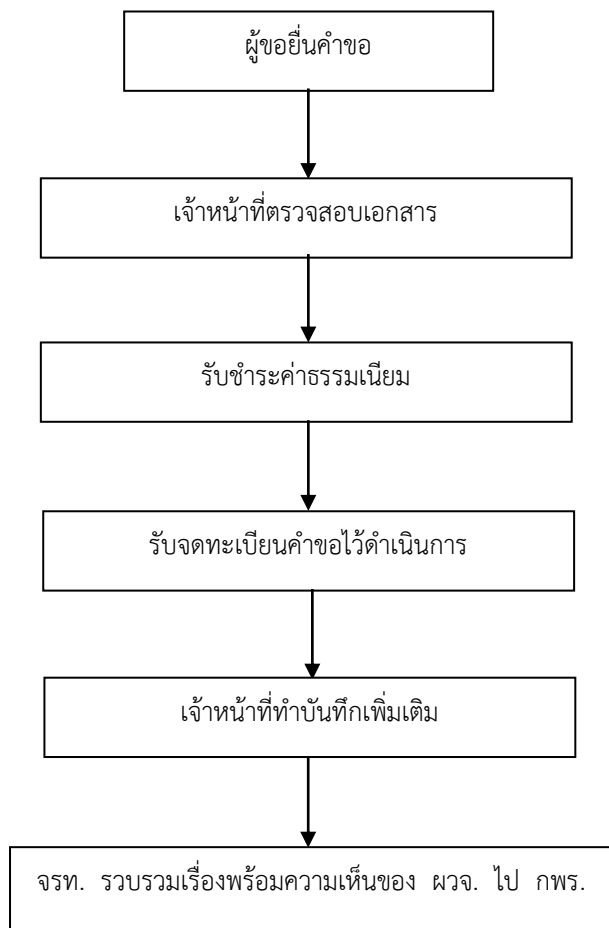 ผู้ขอยื่นคำขอ
เจ้าหน้าที่ตรวจสอบเอกสาร
รับชำระค่าธรรมเนียม
รับจดทะเบียนคำขอไว้ดำเนินการ
เจ้าหน้าที่ทำบันทึกเพิ่มเติม
จรท. รวบรวมเรื่องพร้อมความเห็นของ ผวจ. ไป กพร.